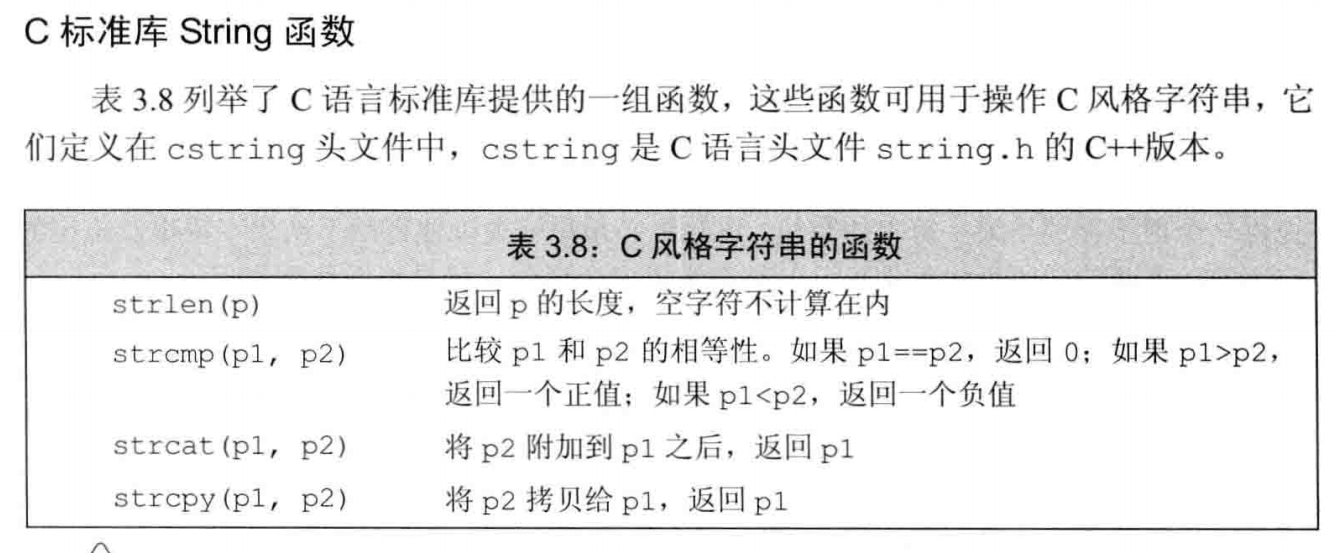 C 标准库 String 函数
表 3.8 列举了 C 语言标准库提供的一组函数，这些函数可用于操作 C 风格字符串，它
们定义在 cstring 头文件中，cstring 是 C 语言头文件 string.h 的 C++版本。
表 3.8：C 风格字符串的函数
strlen(p) 返回 p 的长度，空字符不计算在内
strcmp(p1, p2) 比较 p1 和 p2 的相等性。如果 p1==p2，返回 0；如果 p1>p2，
返回一个正值；如果 p1<p2，返回一个负值
strcat(p1, p2) 将 p2 附加到 p1 之后，返回 p1
strcpy(p1, p2) 将 p2 拷贝给 p1，返回 p1